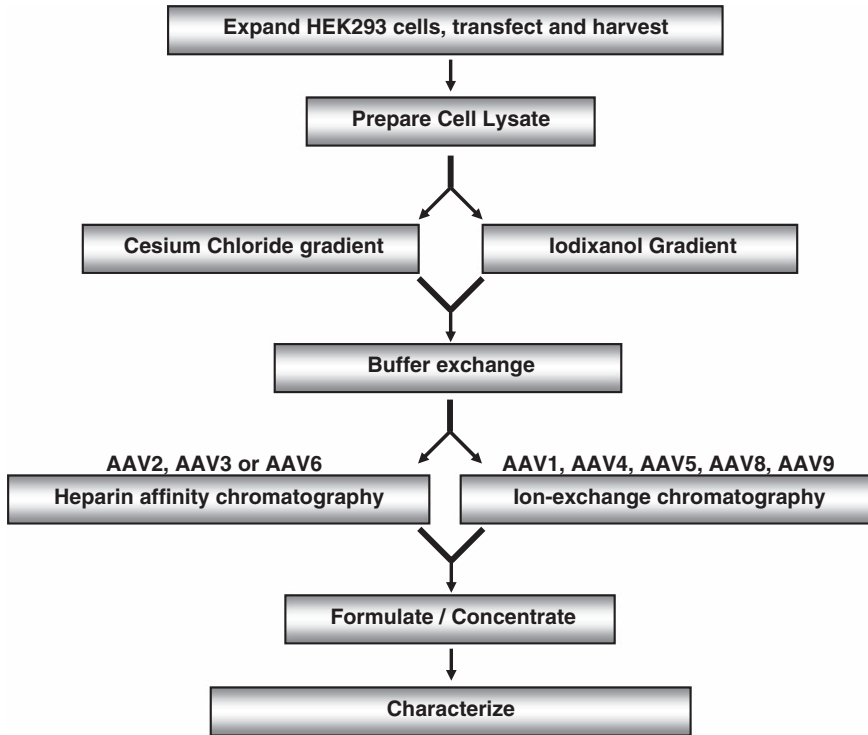 Expand HEK293 cells, transfect and harvest
Prepare Cell Lysate
Cesium Chloride gradient
Iodixanol Gradient
Buffer exchange
AAV2, AAV3 or AAV6
Heparin affinity chromatography
AAV1, AAV4, AAV5, AAV8, AAV9
Ion-exchange chromatography
Formulate / Concentrate
Characterize